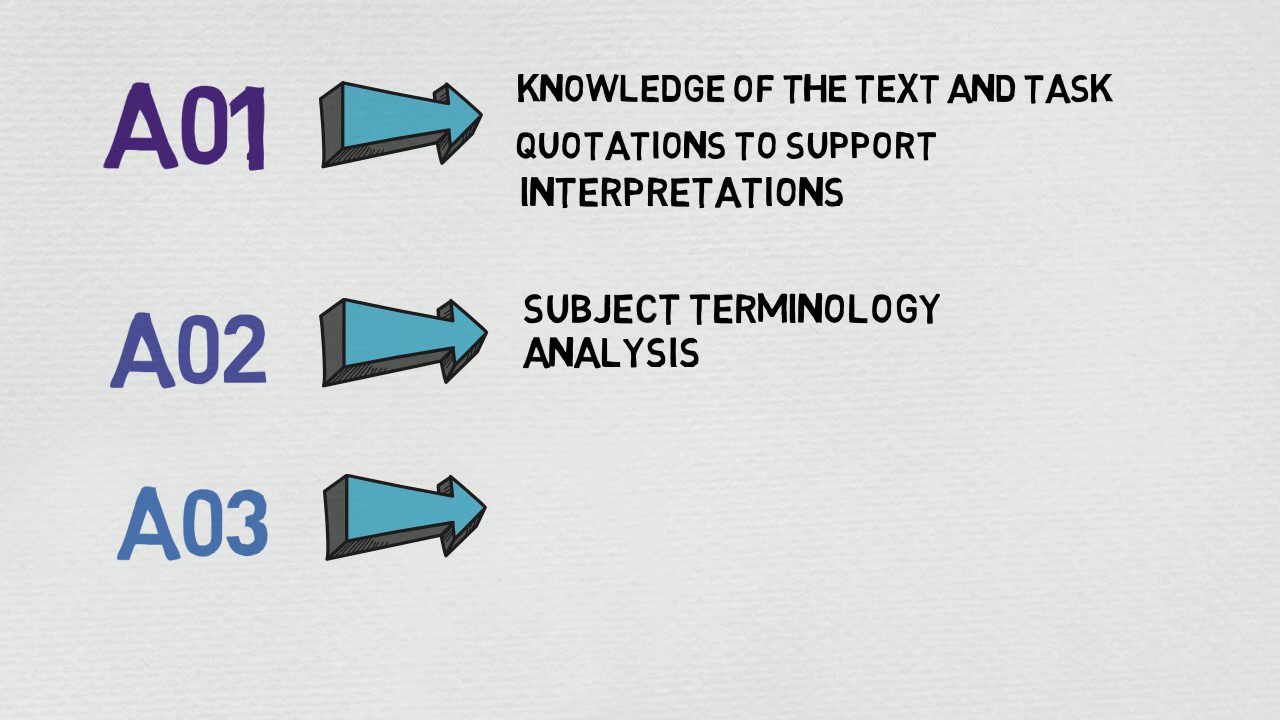 A01
KNOWLEDGE OF THE TEXT AND TASK
QUOTATIONS TO SUPPORT
INTERPRETATIONS
A02
SUBJECT TERMINOLOGY
ANALYSIS
A03